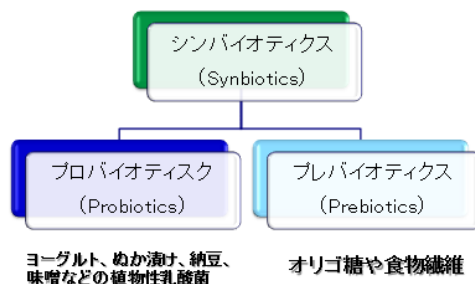 シンバイオティクス
(Synbiotics)
プロバイオティスク
(Probiotics)
プレバイオティクス
(Prebiotics)
ヨーグルト、ぬか漬け、納豆、
味噌などの植物性乳酸菌
オリゴ糖や食物繊維